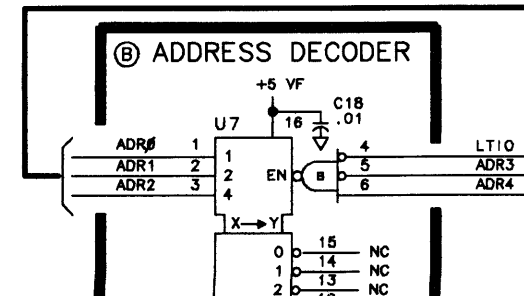 B ADDRESS DECODER
+5 VF
C18
.01
U7
16
ADR0 1 1
ADR1 2 2
ADR2 3 4
EN
B
4 LTIO
5 ADR3
6 ADR4
X→Y
0 15 NC
1 14 NC
2 13 NC